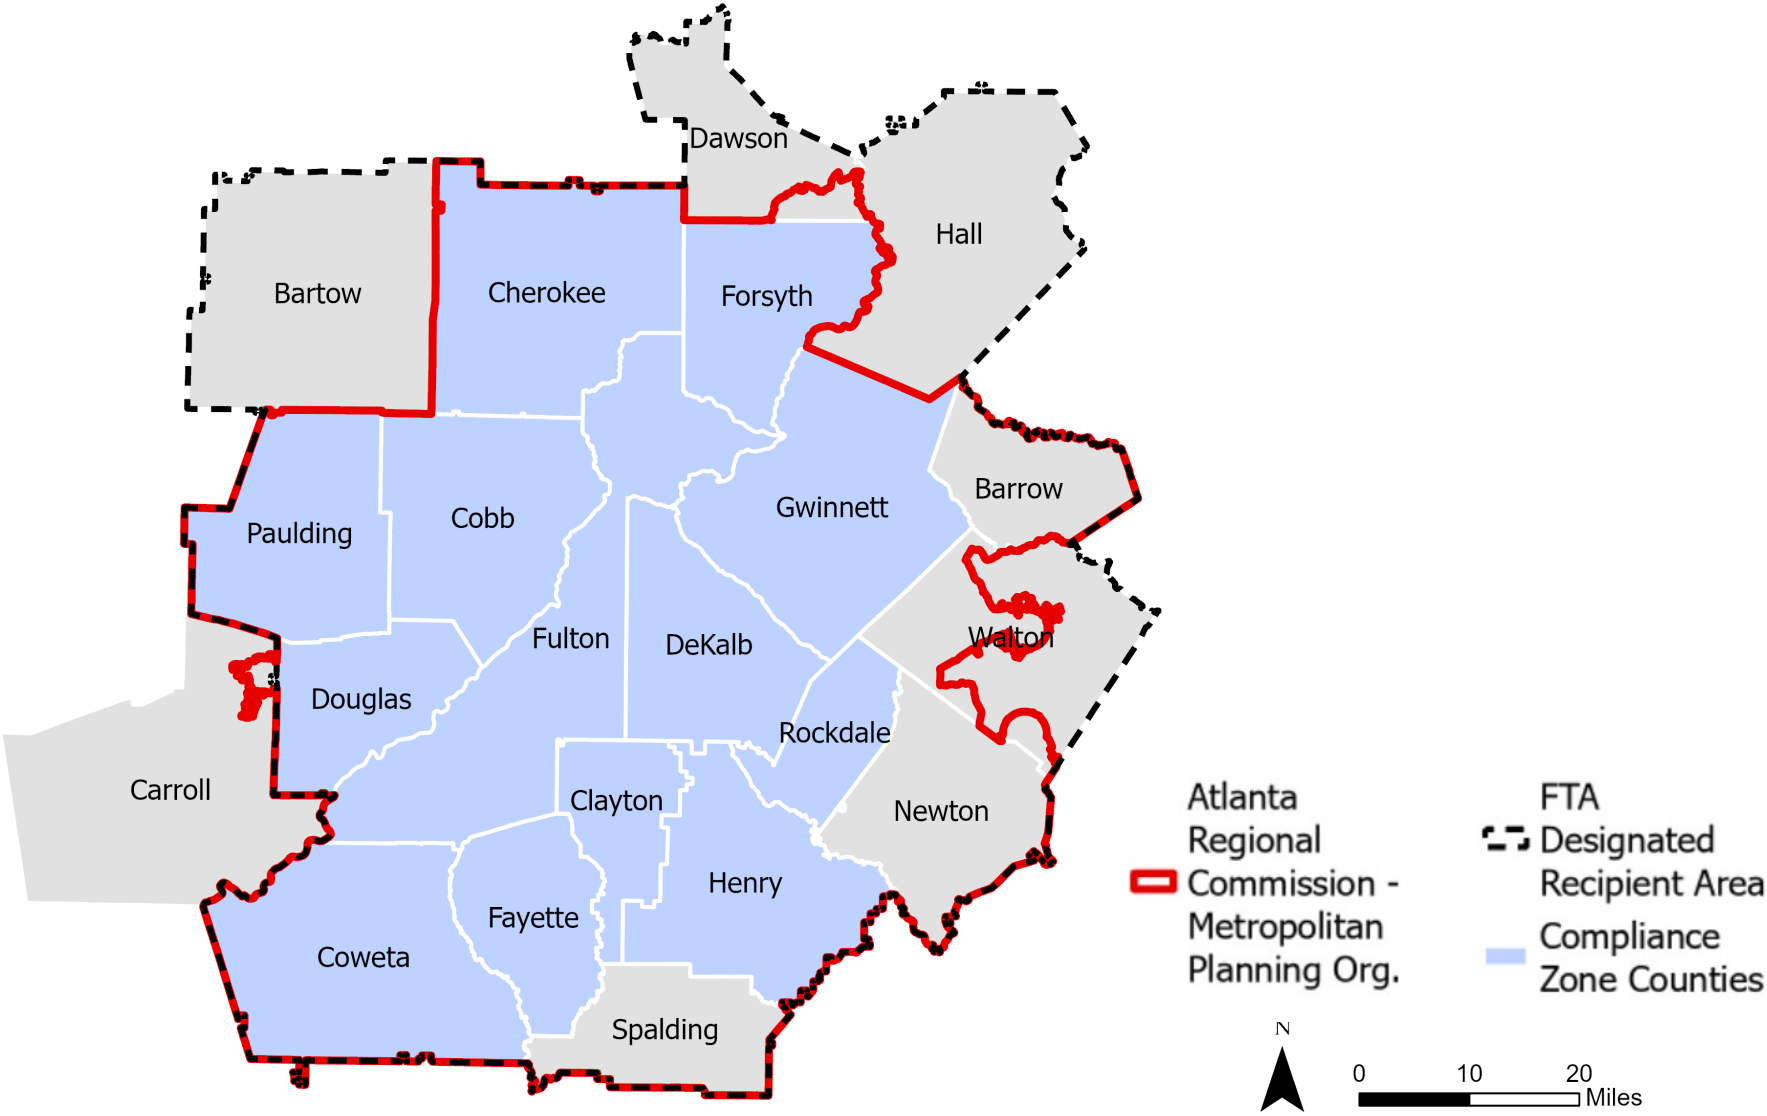 Dawson
Hall
Bartow
Cherokee
Forsyth
Barrow
Gwinnett
Cobb
Paulding
Fulton
DeKalb
Walton
Douglas
Rockdale
Carroll
Clayton
Newton
Henry
Fayette
Coweta
Spalding
Atlanta
Regional
Commission -
Metropolitan
Planning Org.
FTA
Designated
Recipient Area
Compliance
Zone Counties
N
0 10 20
Miles